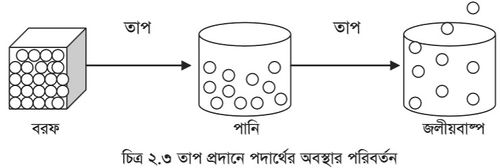 তাপ তাপ
বরফ পানি জলীয়বাষ্প
চিত্র ২.৩ তাপ প্রদানে পদার্থের অবস্থার পরিবর্তন